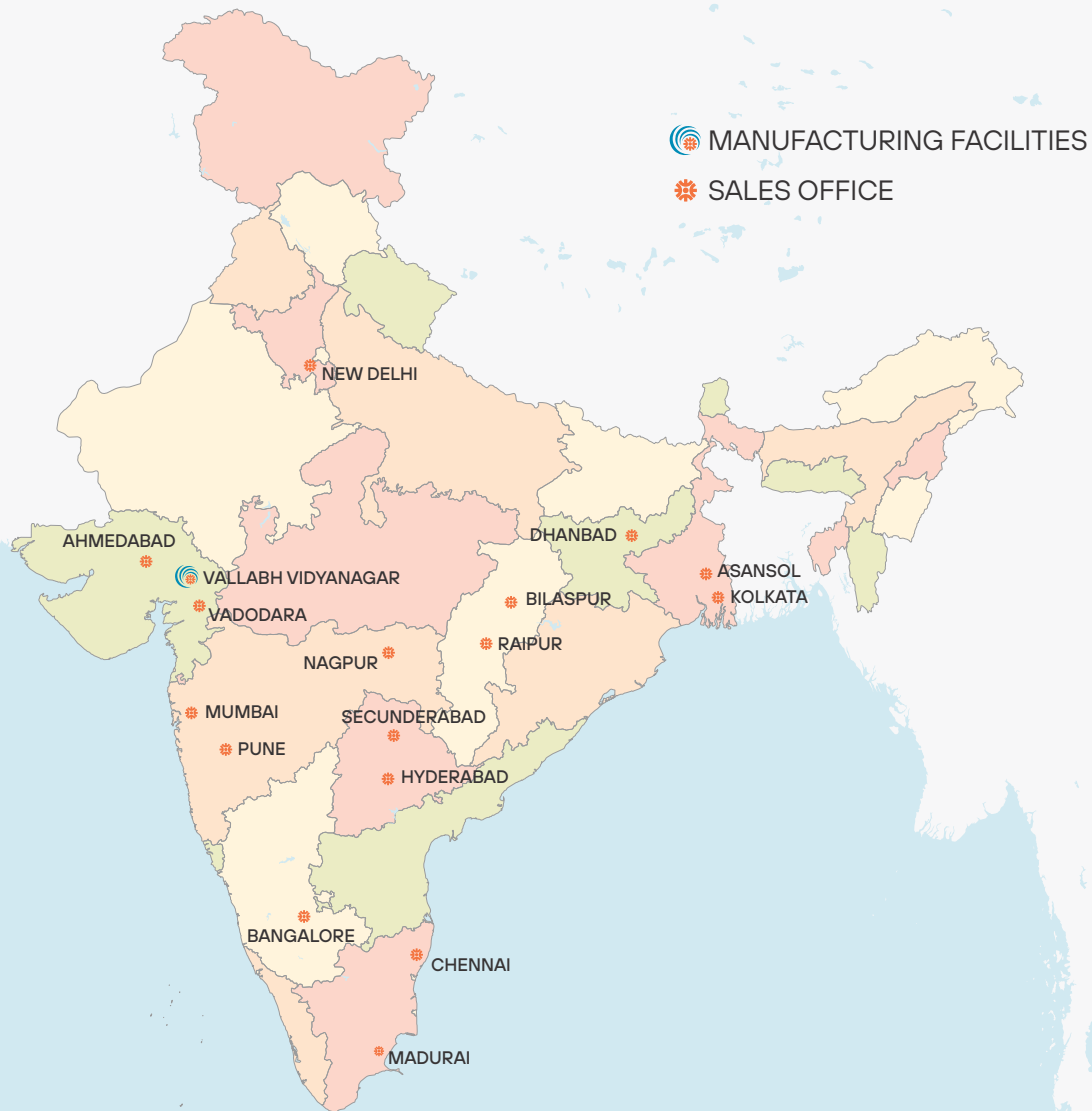 MANUFACTURING FACILITIES
SALES OFFICE
NEW DELHI
DHANBAD
AHMEDABAD
ASANSOL
VALLABH VIDYANAGAR
KOLKATA
BILASPUR
VADODARA
RAIPUR
NAGPUR
MUMBAI
SECUNDERABAD
PUNE
HYDERABAD
BANGALORE
CHENNAI
MADURAI